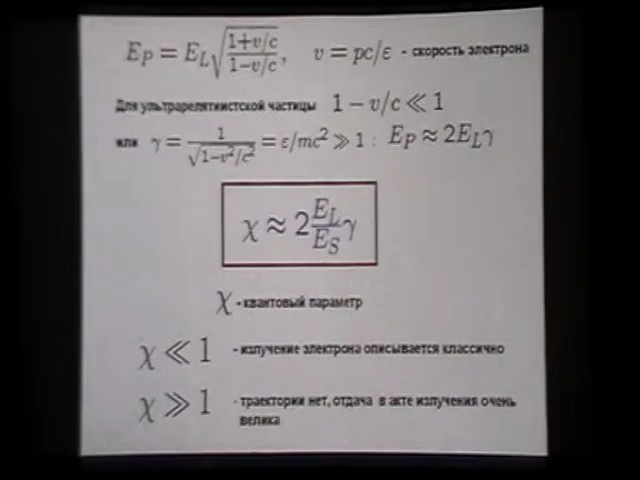 E_P = E_L√((1+v/c)/(1−v/c)), v = pc/ε - скорость электрона
Для ультрарелятиистской частицы 1 − v/c ≪ 1
или γ = 1/√(1−v²/c²) = ε/mc² ≫ 1 : E_P ≈ 2E_Lγ
χ ≈ 2 E_L/E_S γ
χ - квантовый параметр
χ ≪ 1 - излучение электрона описывается классично
χ ≫ 1 - траектории нет, отдача в акте излучения очень
велика